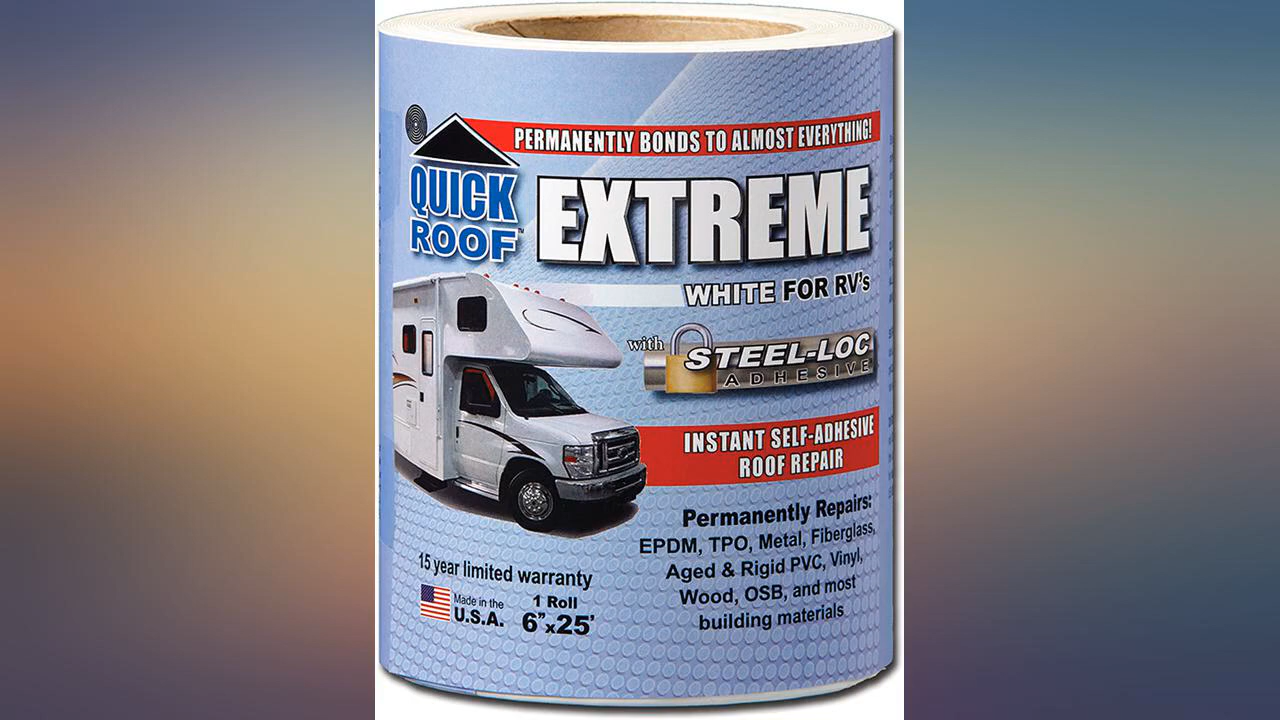 PERMANENTLY BONDS TO ALMOST EVERYTHING!
QUICK
ROOF™
EXTREME
WHITE FOR RV's
with STEEL-LOC
ADHESIVE
INSTANT SELF-ADHESIVE
ROOF REPAIR
Permanently Repairs:
EPDM, TPO, Metal, Fiberglass,
Aged & Rigid PVC, Vinyl,
Wood, OSB, and most
building materials
15 year limited warranty
Made in the
U.S.A.
1 Roll
6"x25'